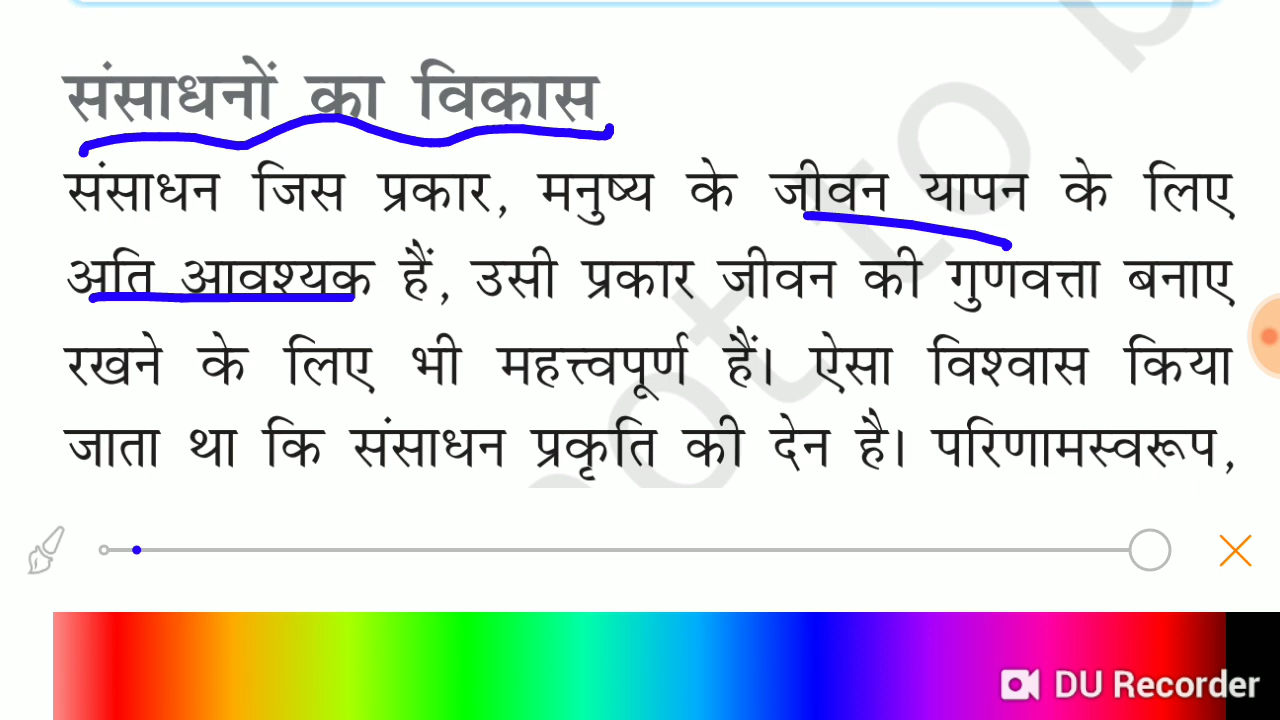 संसाधनों का विकास
संसाधन जिस प्रकार, मनुष्य के जीवन यापन के लिए
अति आवश्यक हैं, उसी प्रकार जीवन की गुणवत्ता बनाए
रखने के लिए भी महत्त्वपूर्ण हैं। ऐसा विश्वास किया
जाता था कि संसाधन प्रकृति की देन है। परिणामस्वरूप,
DU Recorder